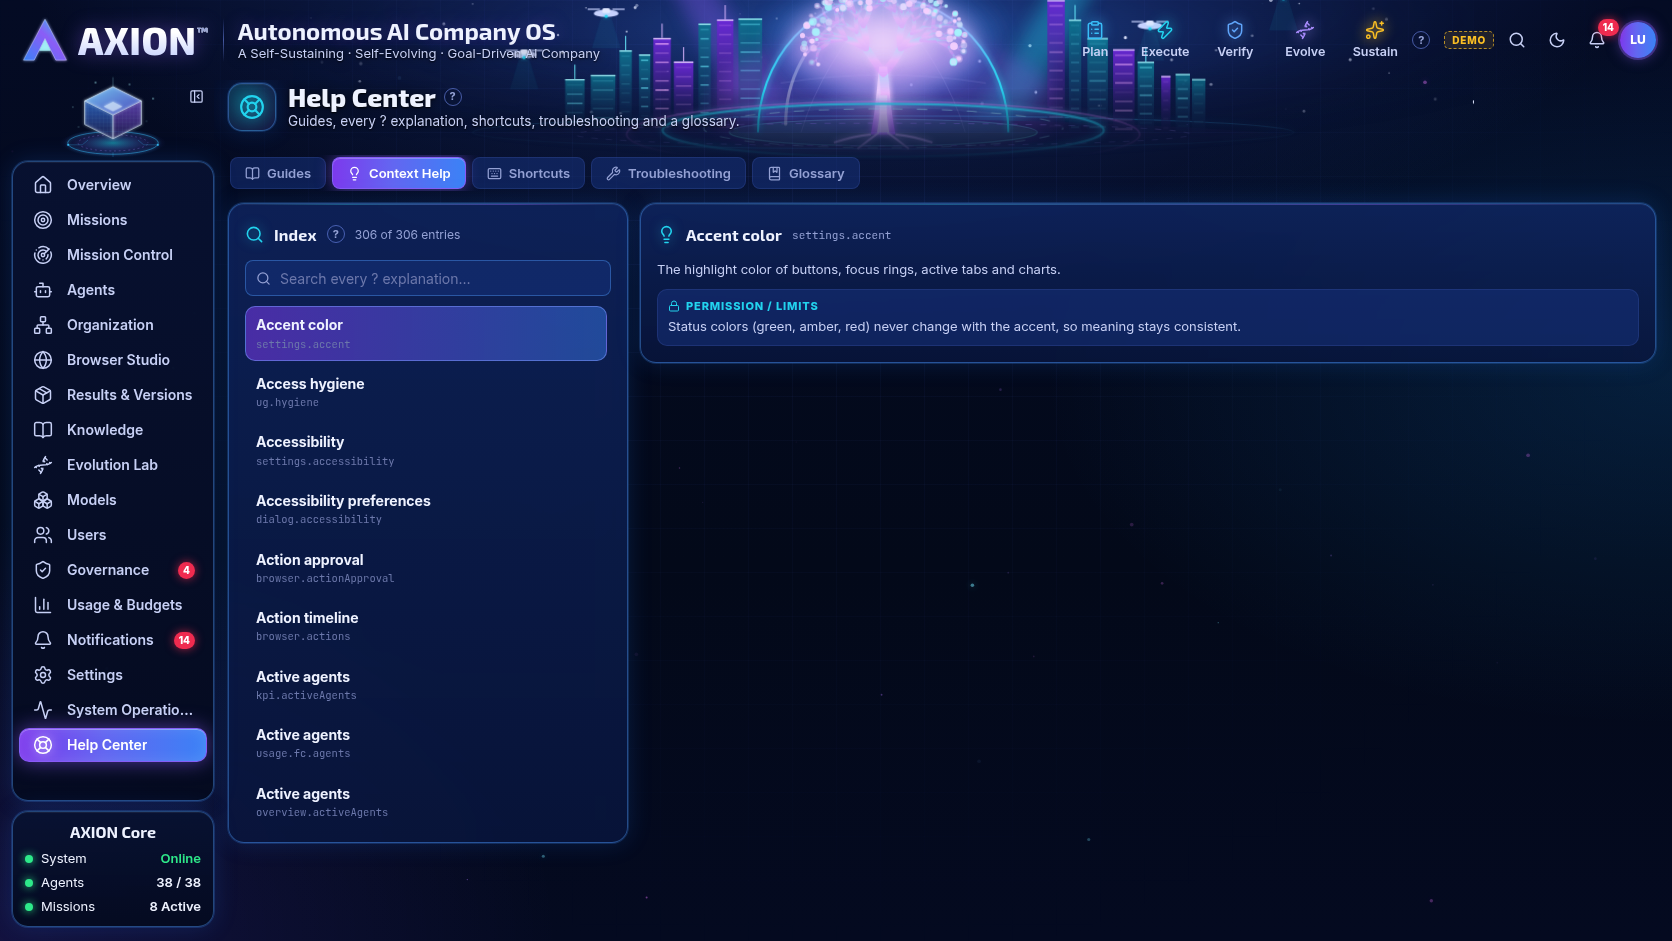 AXION™
Autonomous AI Company OS
A Self-Sustaining · Self-Evolving · Goal-Driven AI Company
Plan
Execute
Verify
Evolve
Sustain
?
DEMO
14
LU
Help Center ?
Guides, every ? explanation, shortcuts, troubleshooting and a glossary.
Overview
Missions
Mission Control
Agents
Organization
Browser Studio
Results & Versions
Knowledge
Evolution Lab
Models
Users
Governance 4
Usage & Budgets
Notifications 14
Settings
System Operatio...
Help Center
AXION Core
System Online
Agents 38 / 38
Missions 8 Active
Guides
Context Help
Shortcuts
Troubleshooting
Glossary
Index ? 306 of 306 entries
Search every ? explanation...
Accent color
settings.accent
Access hygiene
ug.hygiene
Accessibility
settings.accessibility
Accessibility preferences
dialog.accessibility
Action approval
browser.actionApproval
Action timeline
browser.actions
Active agents
kpi.activeAgents
Active agents
usage.fc.agents
Active agents
overview.activeAgents
Accent color settings.accent
The highlight color of buttons, focus rings, active tabs and charts.
PERMISSION / LIMITS
Status colors (green, amber, red) never change with the accent, so meaning stays consistent.